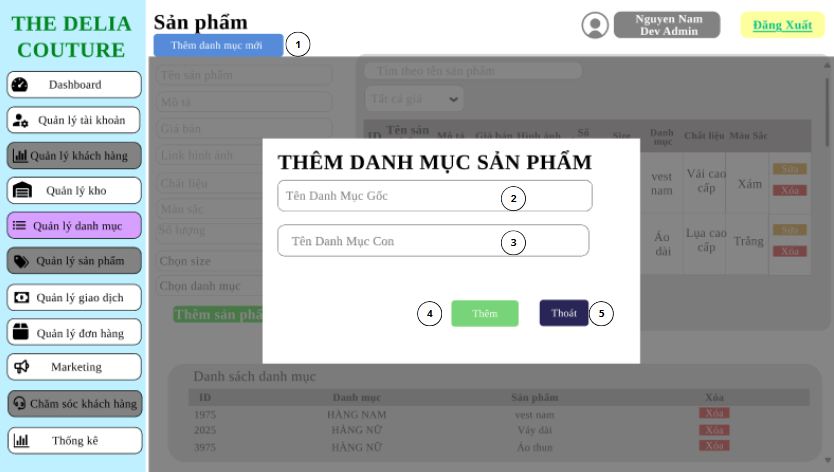 THE DELIA
COUTURE
Dashboard
Quản lý tài khoản
Quản lý khách hàng
Quản lý kho
Quản lý danh mục
Quản lý sản phẩm
Quản lý giao dịch
Quản lý đơn hàng
Marketing
Chăm sóc khách hàng
Thống kê
Sản phẩm
Thêm danh mục mới
1
Nguyen Nam
Dev Admin
Đăng Xuất
Tên sản phẩm
Mô tả
Giá bán
Link hình ảnh
Chất liệu
Màu sắc
Số lượng
Chọn size
Chọn danh mục
Thêm sản
Tìm theo tên sản phẩm
Tất cả giá
ID Tên sản Mô tả Giá bán Hình ảnh Số Size Danh mục Chất liệu Màu Sắc
vest nam Vải cao cấp Xám Sửa Xóa
Áo dài Lụa cao cấp Trắng Sửa Xóa
THÊM DANH MỤC SẢN PHẨM
Tên Danh Mục Gốc 2
Tên Danh Mục Con 3
4 Thêm Thoát 5
Danh sách danh mục
ID Danh mục Sản phẩm Xóa
1975 HÀNG NAM vest nam Xóa
2025 HÀNG NỮ Váy dài Xóa
3975 HÀNG NỮ Áo thun Xóa